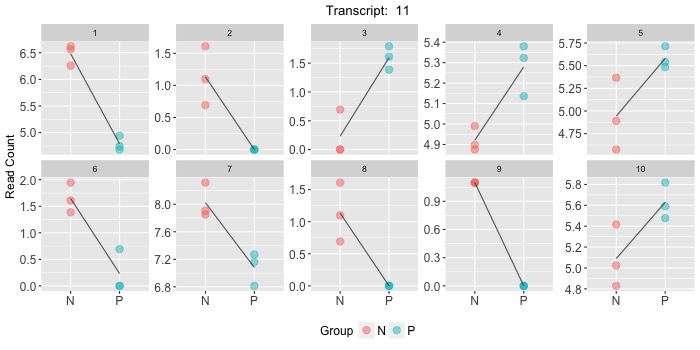 Transcript: 11
1 2 3 4 5
6.5 6.0 5.5 5.0
1.5 1.0 0.5 0.0
1.5 1.0 0.5 0.0
5.4 5.3 5.2 5.1 5.0 4.9
5.75 5.50 5.25 5.00 4.75
Read Count
6 7 8 9 10
2.0 1.5 1.0 0.5 0.0
8.0 7.6 7.2 6.8
1.5 1.0 0.5 0.0
0.9 0.6 0.3 0.0
5.8 5.6 5.4 5.2 5.0 4.8
N P N P N P N P N P
Group N P